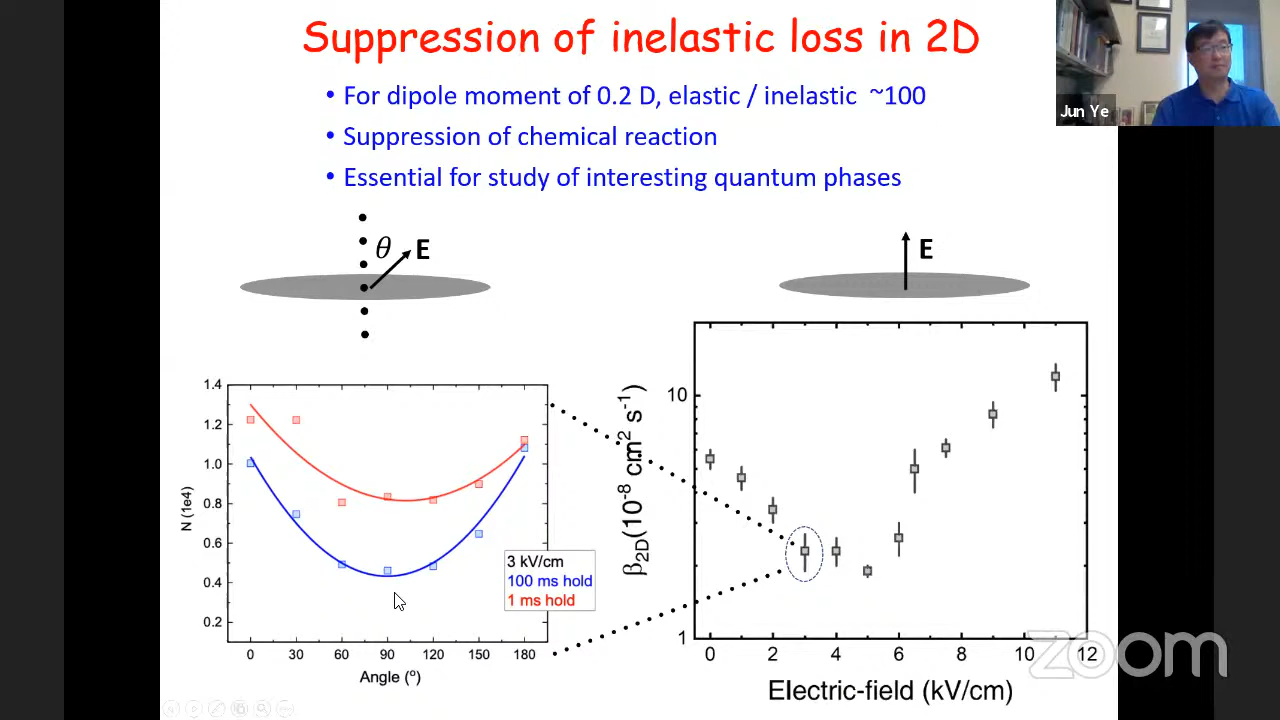 Suppression of inelastic loss in 2D
• For dipole moment of 0.2 D, elastic / inelastic ~100
• Suppression of chemical reaction
• Essential for study of interesting quantum phases
Jun Ye
θ E
E
1.4
1.2
1.0
0.8
0.6
0.4
0.2
N (1e4)
0 30 60 90 120 150 180
Angle (⁰)
3 kV/cm
100 ms hold
1 ms hold
10
1
β2D(10⁻⁸ cm² s⁻¹)
0 2 4 6 8 10 12
Electric-field (kV/cm)
zoom